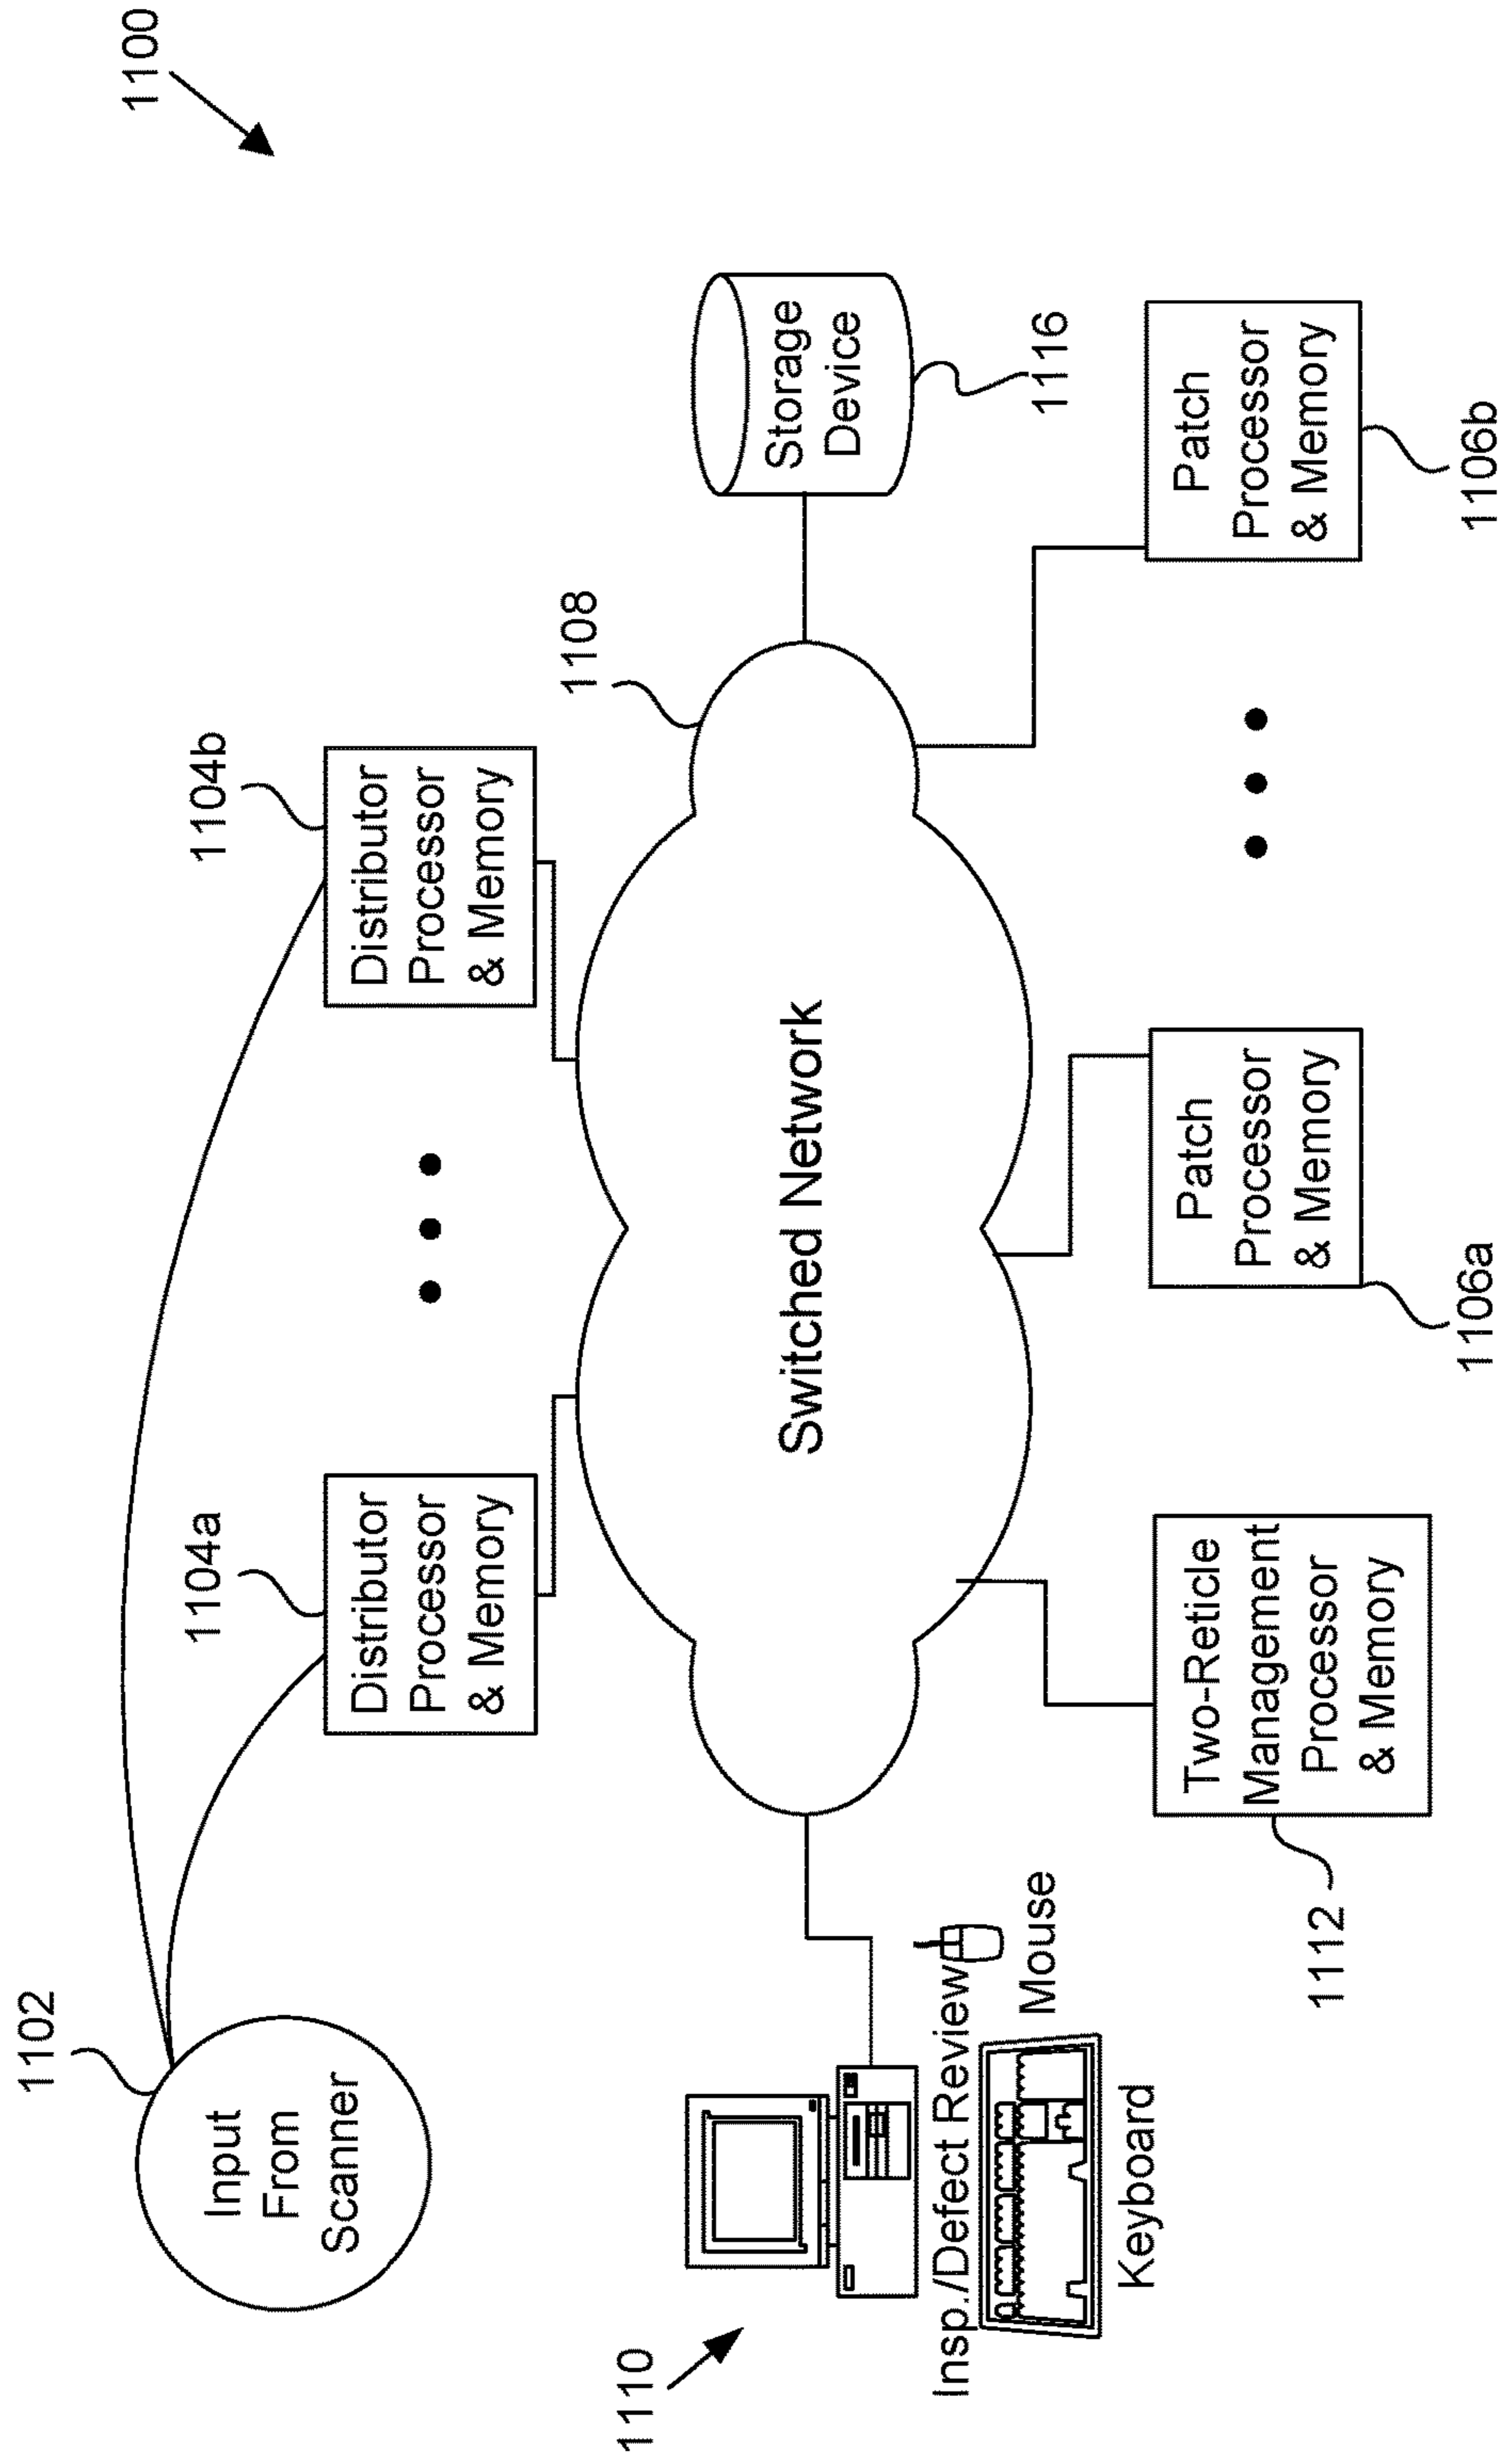 1100
1102
Input
From
Scanner
1104a
Distributor
Processor
& Memory
1104b
Distributor
Processor
& Memory
1108
Switched Network
Storage
Device
1116
1110
Insp./Defect Review
Mouse
Keyboard
Two-Reticle
Management
Processor
& Memory
1112
Patch
Processor
& Memory
1106a
Patch
Processor
& Memory
1106b